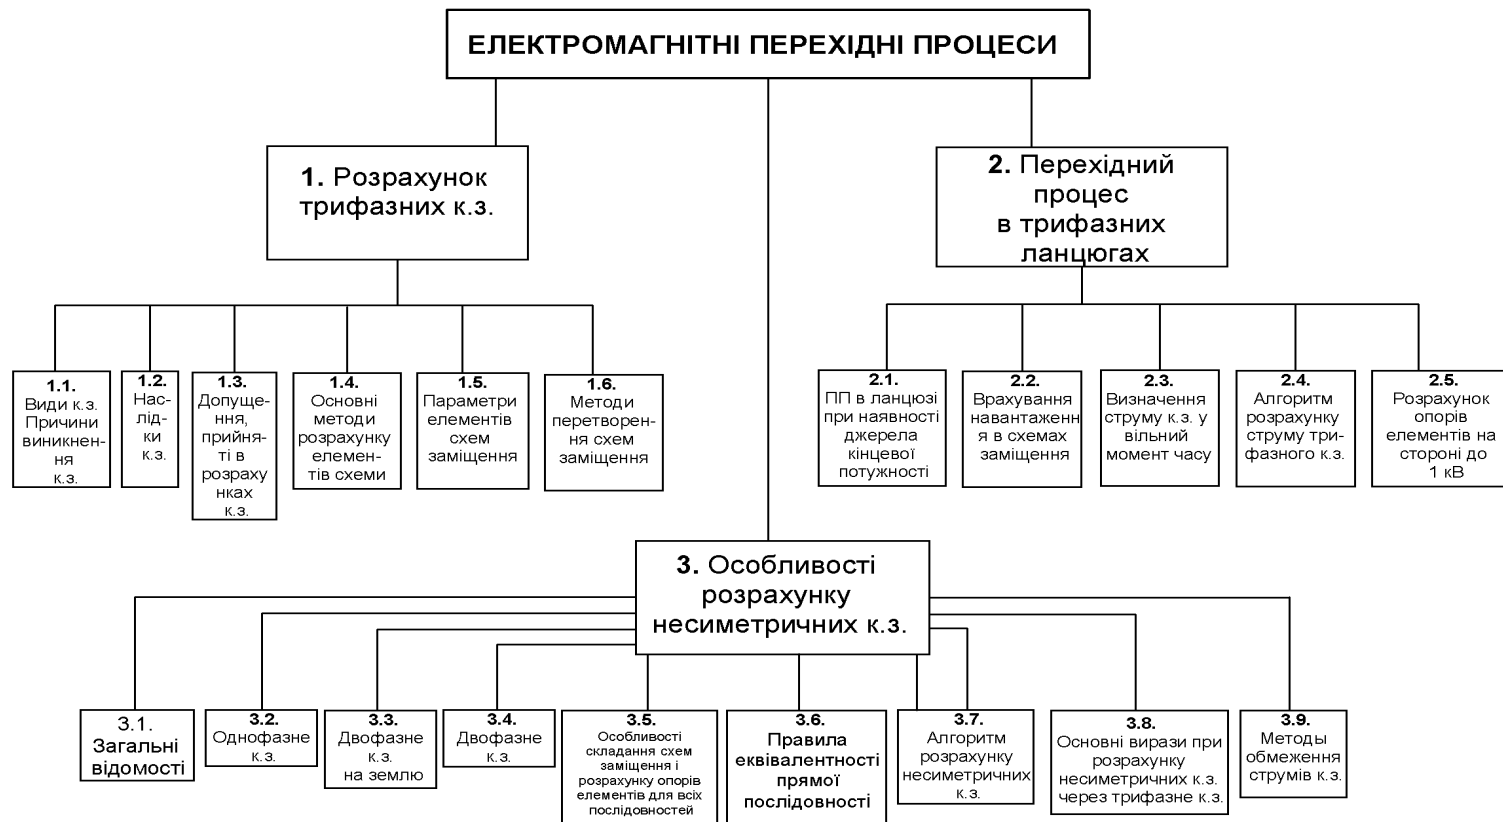 ЕЛЕКТРОМАГНІТНІ ПЕРЕХІДНІ ПРОЦЕСИ
1. Розрахунок
трифазних к.з.
2. Перехідний
процес
в трифазних
ланцюгах
1.1.
Види к.з.
Причини
виникнен-
ня
к.з.
1.2.
Нас-
лід-
ки
к.з.
1.3.
Допуще-
ння,
прийня-
ті в
розраху
нках
к.з.
1.4.
Основні
методи
розрахунку
елемен-
тів схеми
1.5.
Параметри
елементів
схем
заміщення
1.6.
Методи
перетворен-
ня схем
заміщення
2.1.
ПП в ланцюзі
при наявності
джерела
кінцевої
потужності
2.2.
Врахування
навантаженн
я в схемах
заміщення
2.3.
Визначення
струму к.з. у
вільний
момент часу
2.4.
Алгоритм
розрахунку
струму три-
фазного к.з.
2.5.
Розрахунок
опорів
елементів на
стороні до
1 кВ
3. Особливості
розрахунку
несиметричних к.з.
3.1.
Загальні
відомості
3.2.
Однофазне
к.з.
3.3.
Двофазне
к.з.
на землю
3.4.
Двофазне
к.з.
3.5.
Особливості
складання схем
заміщення і
розрахунку опорів
елементів для всіх
послідовностей
3.6.
Правила
еквівалентності
прямої
послідовності
3.7.
Алгоритм
розрахунку
несиметричних
к.з.
3.8.
Основні вирази при
розрахунку
несиметричних к.з.
через трифазне к.з.
3.9.
Методы
обмеження
струмів к.з.